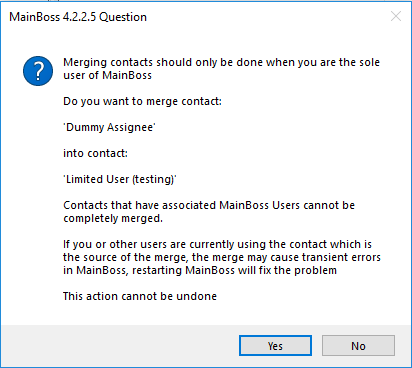 MainBoss 4.2.2.5 Question
Merging contacts should only be done when you are the sole
user of MainBoss
Do you want to merge contact:
'Dummy Assignee'
into contact:
'Limited User (testing)'
Contacts that have associated MainBoss Users cannot be
completely merged.
If you or other users are currently using the contact which is
the source of the merge, the merge may cause transient errors
in MainBoss, restarting MainBoss will fix the problem
This action cannot be undone
Yes
No